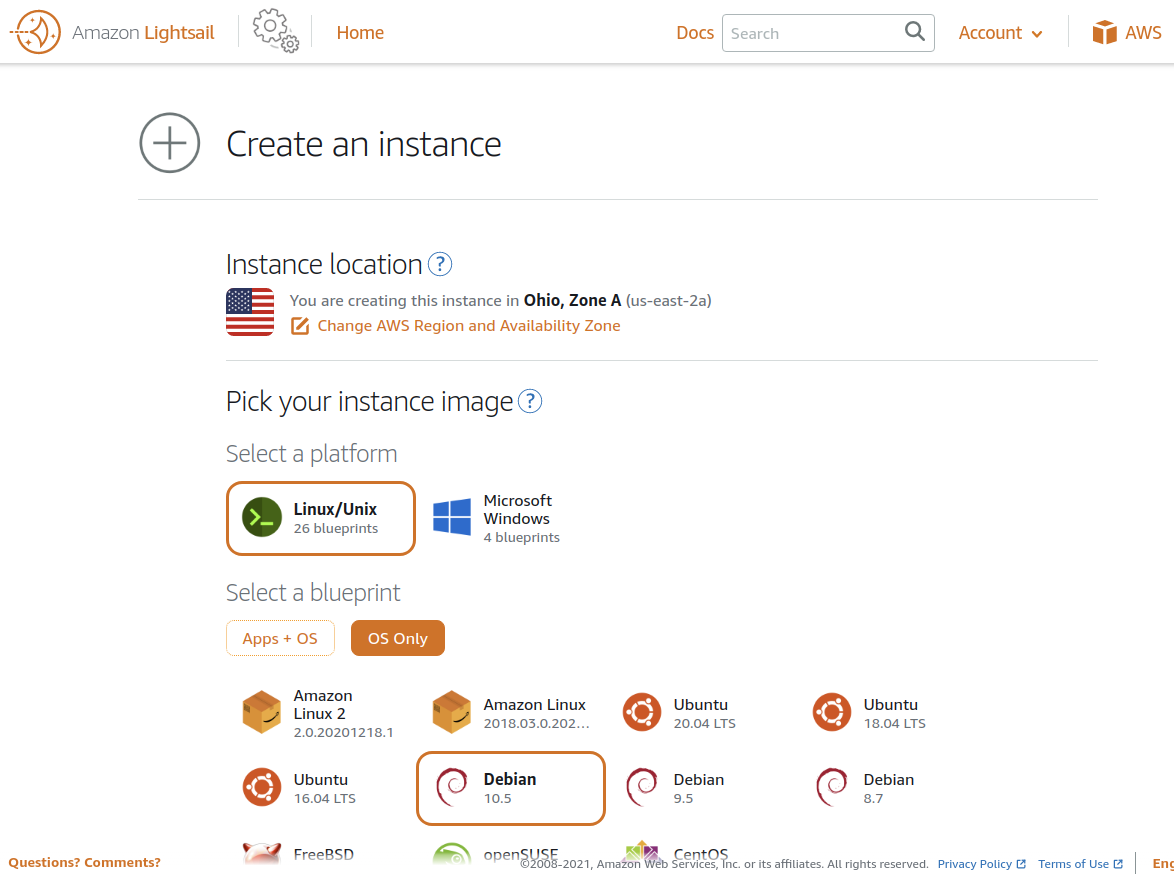 Amazon Lightsail
Home
Docs
Search
Account
AWS
Create an instance
Instance location ?
You are creating this instance in Ohio, Zone A (us-east-2a)
Change AWS Region and Availability Zone
Pick your instance image ?
Select a platform
Linux/Unix
26 blueprints
Microsoft
Windows
4 blueprints
Select a blueprint
Apps + OS
OS Only
Amazon
Linux 2
2.0.20201218.1
Amazon Linux
2018.03.0.202...
Ubuntu
20.04 LTS
Ubuntu
18.04 LTS
Ubuntu
16.04 LTS
Debian
10.5
Debian
9.5
Debian
8.7
FreeBSD
openSUSE
CentOS
Questions? Comments?
©2008-2021, Amazon Web Services, Inc. or its affiliates. All rights reserved.
Privacy Policy
Terms of Use
Eng